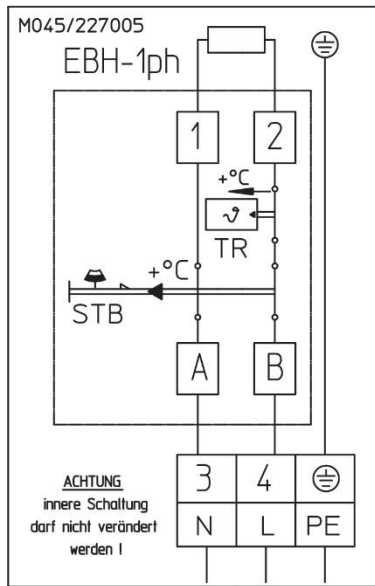 M045/227005
EBH-1ph
1 2
+°C
ϑ
TR
+°C
STB
A B
3 4
N L PE
ACHTUNG
innere Schaltung
darf nicht verändert
werden !